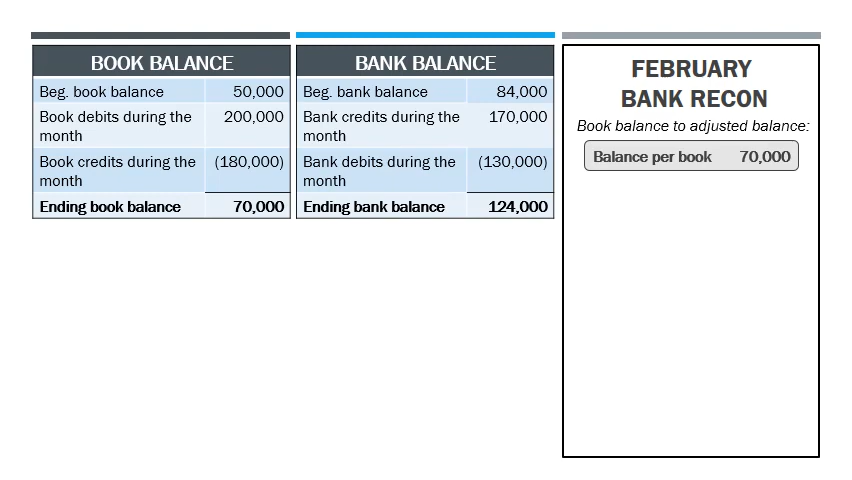 BOOK BALANCE
Beg. book balance 50,000
Book debits during the 200,000
month
Book credits during the (180,000)
month
Ending book balance 70,000
BANK BALANCE
Beg. bank balance 84,000
Bank credits during the 170,000
month
Bank debits during the (130,000)
month
Ending bank balance 124,000
FEBRUARY
BANK RECON
Book balance to adjusted balance:
Balance per book 70,000